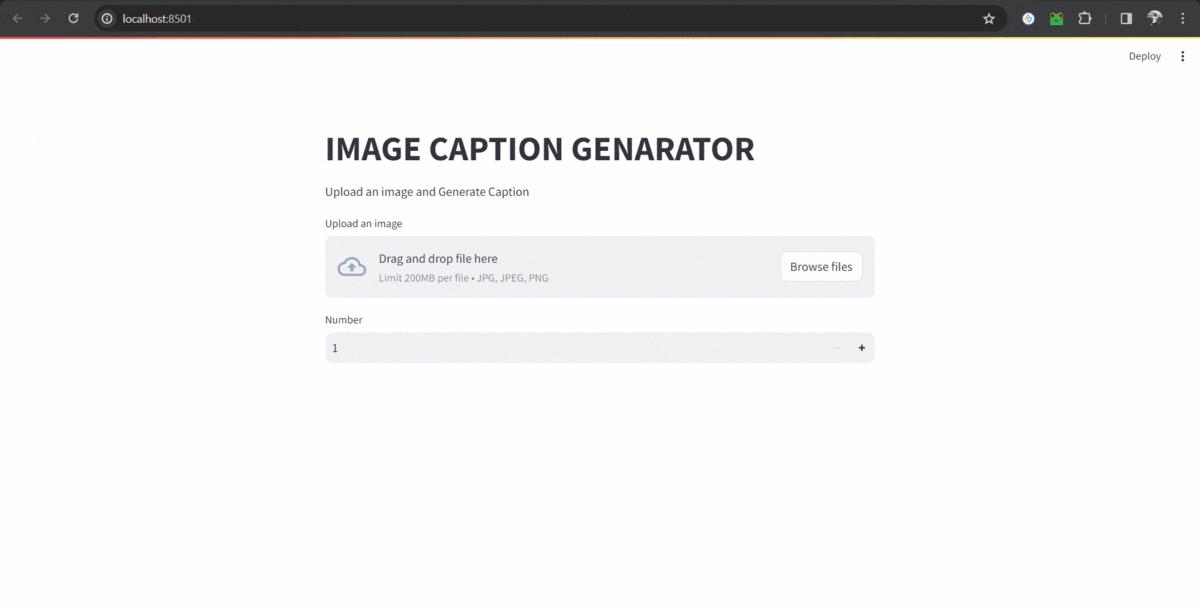 localhost:8501
Deploy
IMAGE CAPTION GENARATOR
Upload an image and Generate Caption
Upload an image
Drag and drop file here
Limit 200MB per file • JPG, JPEG, PNG
Browse files
Number
1